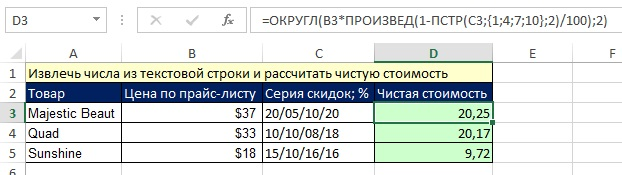 D3 =ОКРУГЛ(B3*ПРОИЗВЕД(1-ПСТР(C3;{1;4;7;10};2)/100);2)
A B C D E F
1 Извлечь числа из текстовой строки и рассчитать чистую стоимость
2 Товар Цена по прайс-листу Серия скидок; % Чистая стоимость
3 Majestic Beaut $37 20/05/10/20 20,25
4 Quad $33 10/10/08/18 20,17
5 Sunshine $18 15/10/16/16 9,72